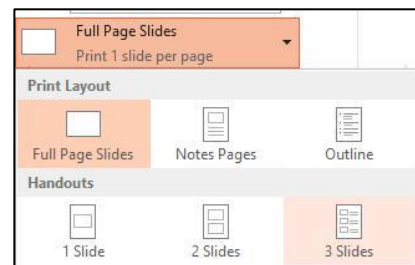 Full Page Slides
Print 1 slide per page
Print Layout
Full Page Slides Notes Pages Outline
Handouts
1 Slide 2 Slides 3 Slides